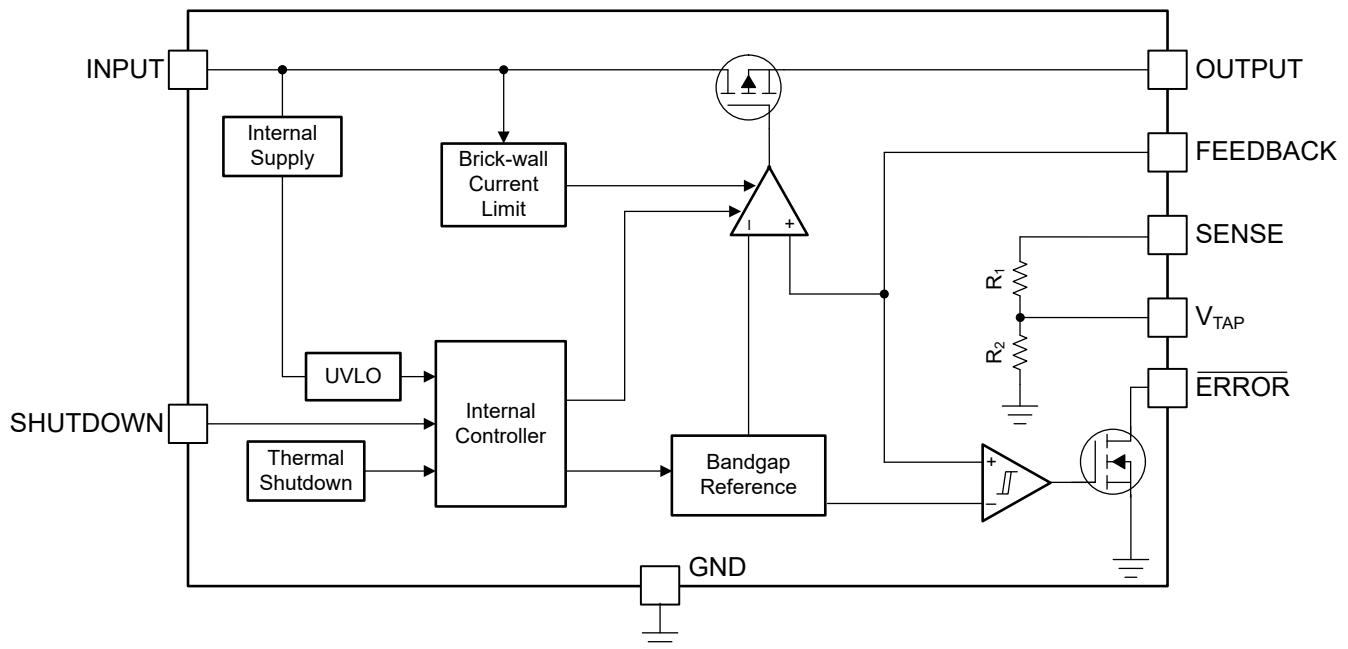 INPUT
OUTPUT
Internal
Supply
Brick-wall
Current
Limit
FEEDBACK
SENSE
R1
VTAP
R2
ERROR
– +
UVLO
SHUTDOWN
Internal
Controller
Thermal
Shutdown
Bandgap
Reference
+
–
GND